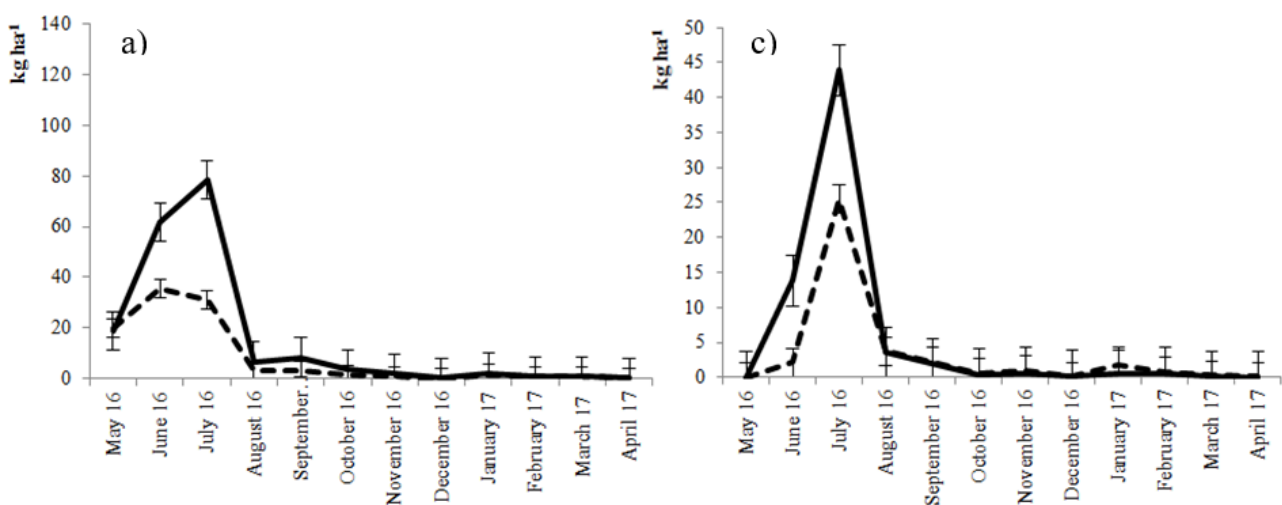 a)
kg ha⁻¹
140
120
100
80
60
40
20
0
May 16
June 16
July 16
August 16
September.
October 16
November 16
December 16
January 17
February 17
March 17
April 17
c)
kg ha⁻¹
50
45
40
35
30
25
20
15
10
5
0
May 16
June 16
July 16
August 16
September 16
October 16
November 16
December 16
January 17
February 17
March 17
April 17